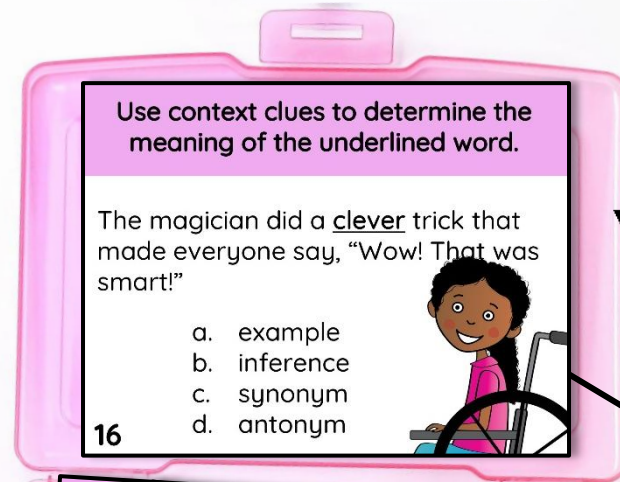 Use context clues to determine the
meaning of the underlined word.
The magician did a clever trick that
made everyone say, “Wow! That was
smart!”
a. example
b. inference
c. synonym
d. antonym
16